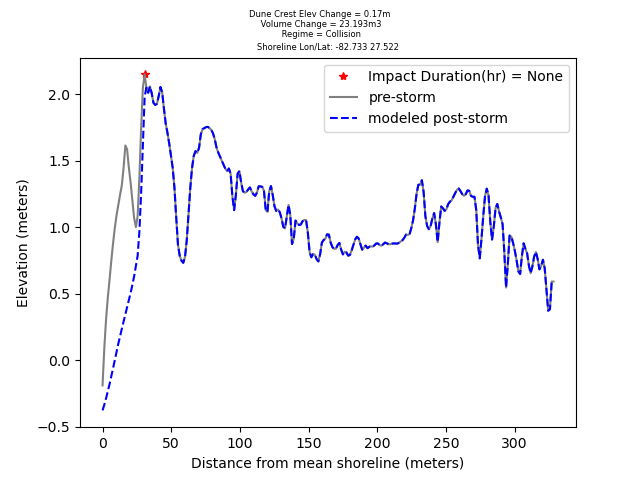 Dune Crest Elev Change = 0.17m
Volume Change = 23.193m3
Regime = Collision
Shoreline Lon/Lat: -82.733 27.522
Impact Duration(hr) = None
pre-storm
modeled post-storm
Elevation (meters)
2.0
1.5
1.0
0.5
0.0
−0.5
0 50 100 150 200 250 300
Distance from mean shoreline (meters)